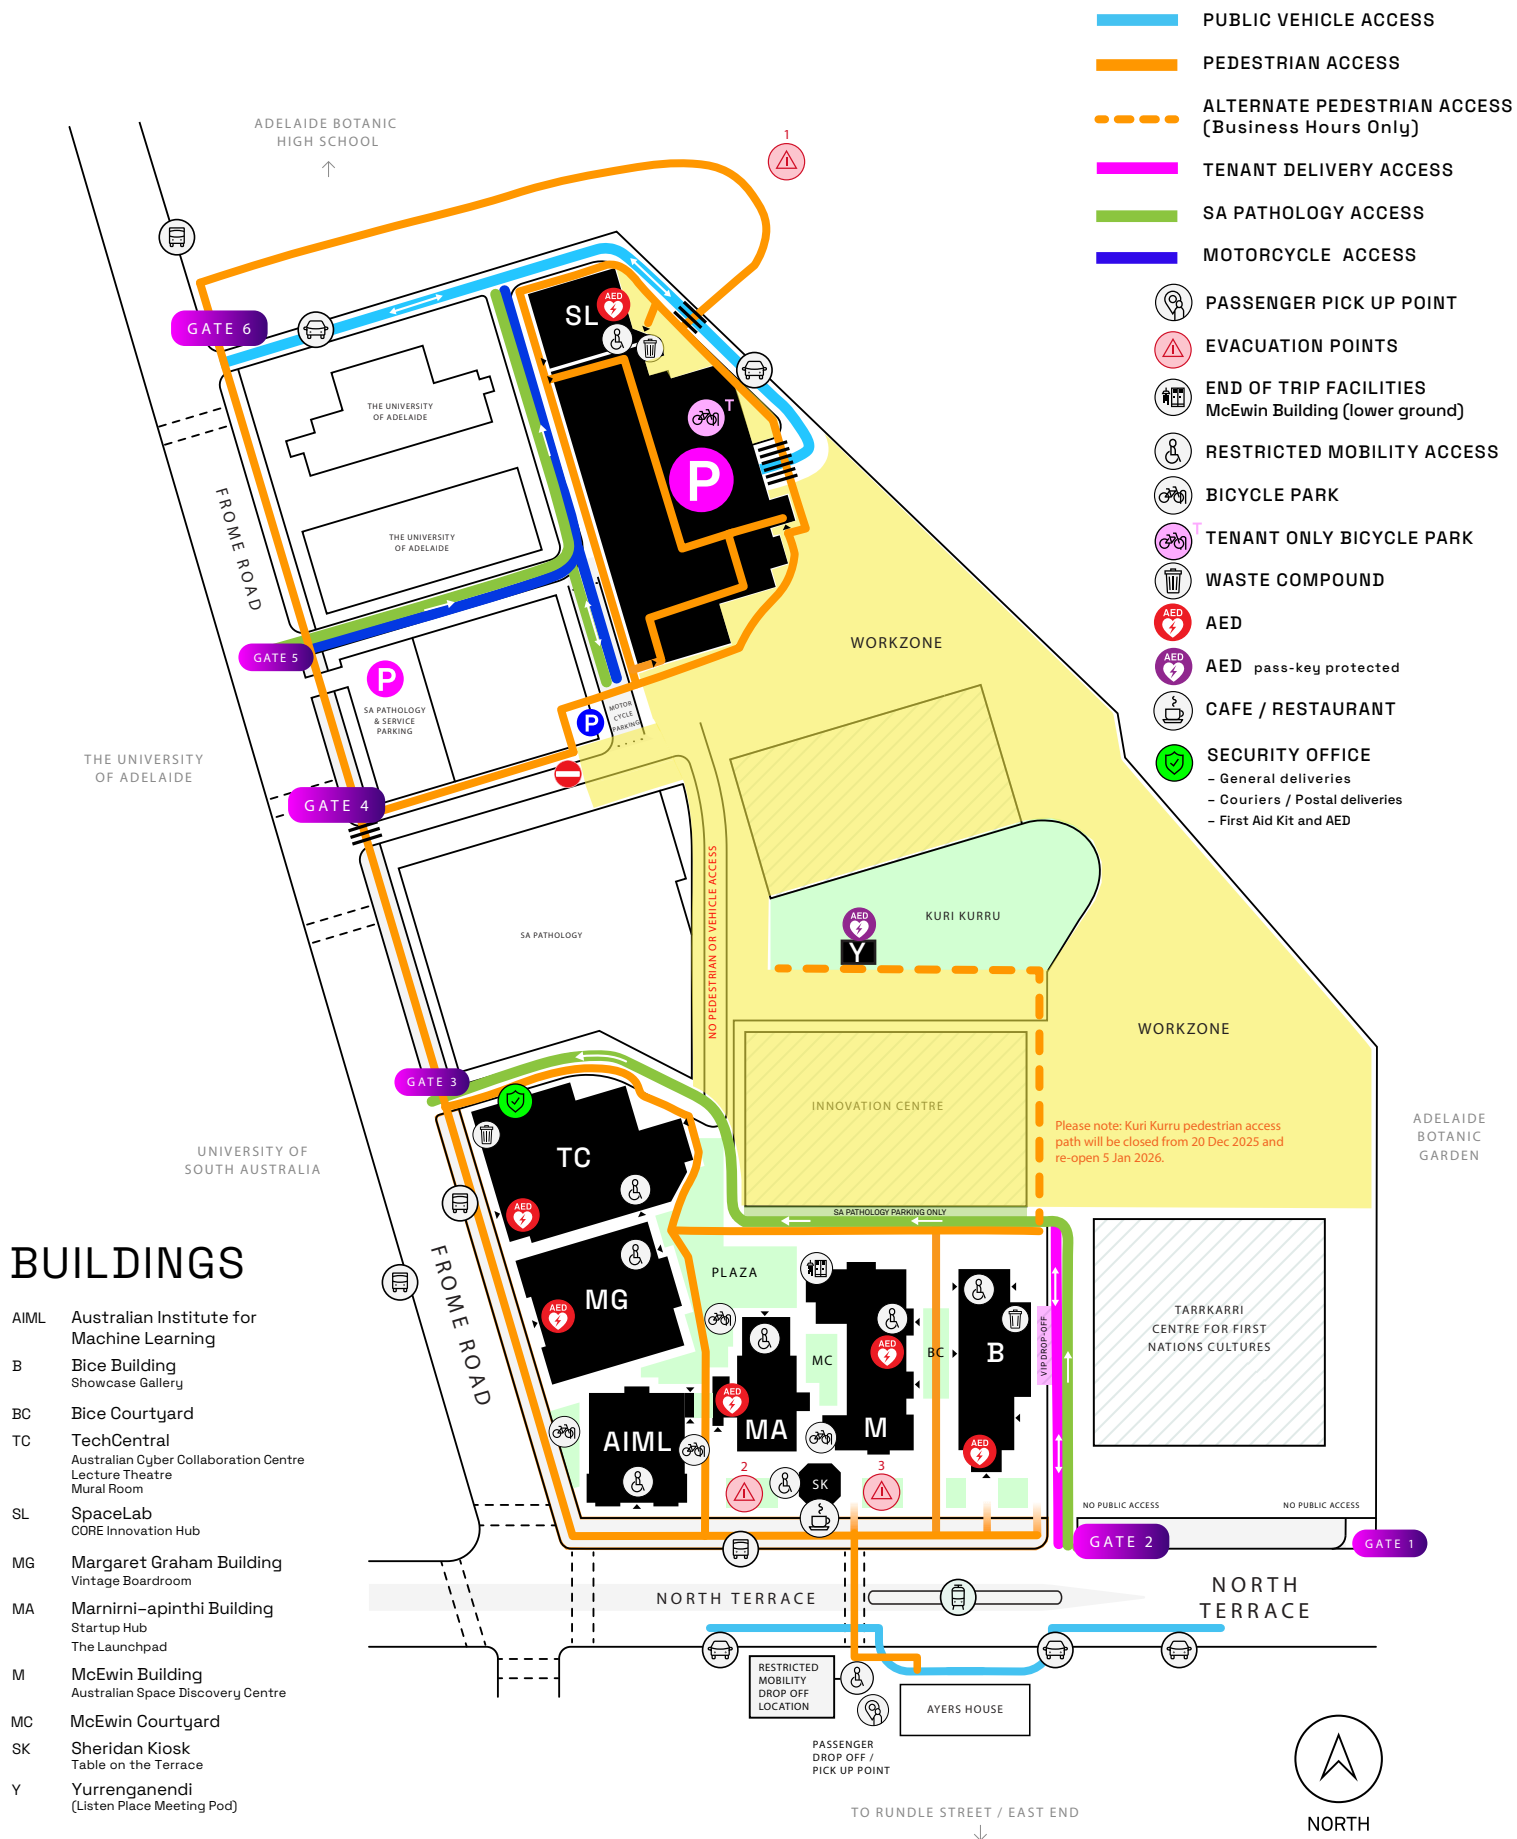 PUBLIC VEHICLE ACCESS
PEDESTRIAN ACCESS
ALTERNATE PEDESTRIAN ACCESS
(Business Hours Only)
TENANT DELIVERY ACCESS
SA PATHOLOGY ACCESS
MOTORCYCLE ACCESS
PASSENGER PICK UP POINT
EVACUATION POINTS
END OF TRIP FACILITIES
McEwin Building (lower ground)
RESTRICTED MOBILITY ACCESS
BICYCLE PARK
T
TENANT ONLY BICYCLE PARK
WASTE COMPOUND
AED
AED
AED
AED pass-key protected
CAFE / RESTAURANT
SECURITY OFFICE
– General deliveries
– Couriers / Postal deliveries
– First Aid Kit and AED
ADELAIDE BOTANIC
HIGH SCHOOL
1
GATE 6
SL
AED
THE UNIVERSITY
OF ADELAIDE
T
P
THE UNIVERSITY
OF ADELAIDE
FROME ROAD
GATE 5
WORKZONE
P
SA PATHOLOGY
& SERVICE
PARKING
P
MOTOR
CYCLE
PARKING
THE UNIVERSITY
OF ADELAIDE
GATE 4
NO PEDESTRIAN OR VEHICLE ACCESS
SA PATHOLOGY
AED
KURI KURRU
Y
WORKZONE
GATE 3
INNOVATION CENTRE
Please note: Kuri Kurru pedestrian access
path will be closed from 20 Dec 2025 and
re-open 5 Jan 2026.
ADELAIDE
BOTANIC
GARDEN
UNIVERSITY OF
SOUTH AUSTRALIA
TC
AED
SA PATHOLOGY PARKING ONLY
FROME ROAD
MG
AED
PLAZA
MC
AED
BC
B
VIP DROP-OFF
TARRKARRI
CENTRE FOR FIRST
NATIONS CULTURES
AIML
AED
MA
M
AED
2
SK
3
NO PUBLIC ACCESS
NO PUBLIC ACCESS
GATE 2
GATE 1
NORTH TERRACE
NORTH
TERRACE
RESTRICTED
MOBILITY
DROP OFF
LOCATION
AYERS HOUSE
PASSENGER
DROP OFF /
PICK UP POINT
TO RUNDLE STREET / EAST END
NORTH
BUILDINGS
AIML Australian Institute for
Machine Learning
B Bice Building
Showcase Gallery
BC Bice Courtyard
TC TechCentral
Australian Cyber Collaboration Centre
Lecture Theatre
Mural Room
SL SpaceLab
CORE Innovation Hub
MG Margaret Graham Building
Vintage Boardroom
MA Marnirni–apinthi Building
Startup Hub
The Launchpad
M McEwin Building
Australian Space Discovery Centre
MC McEwin Courtyard
SK Sheridan Kiosk
Table on the Terrace
Y Yurrenganendi
(Listen Place Meeting Pod)